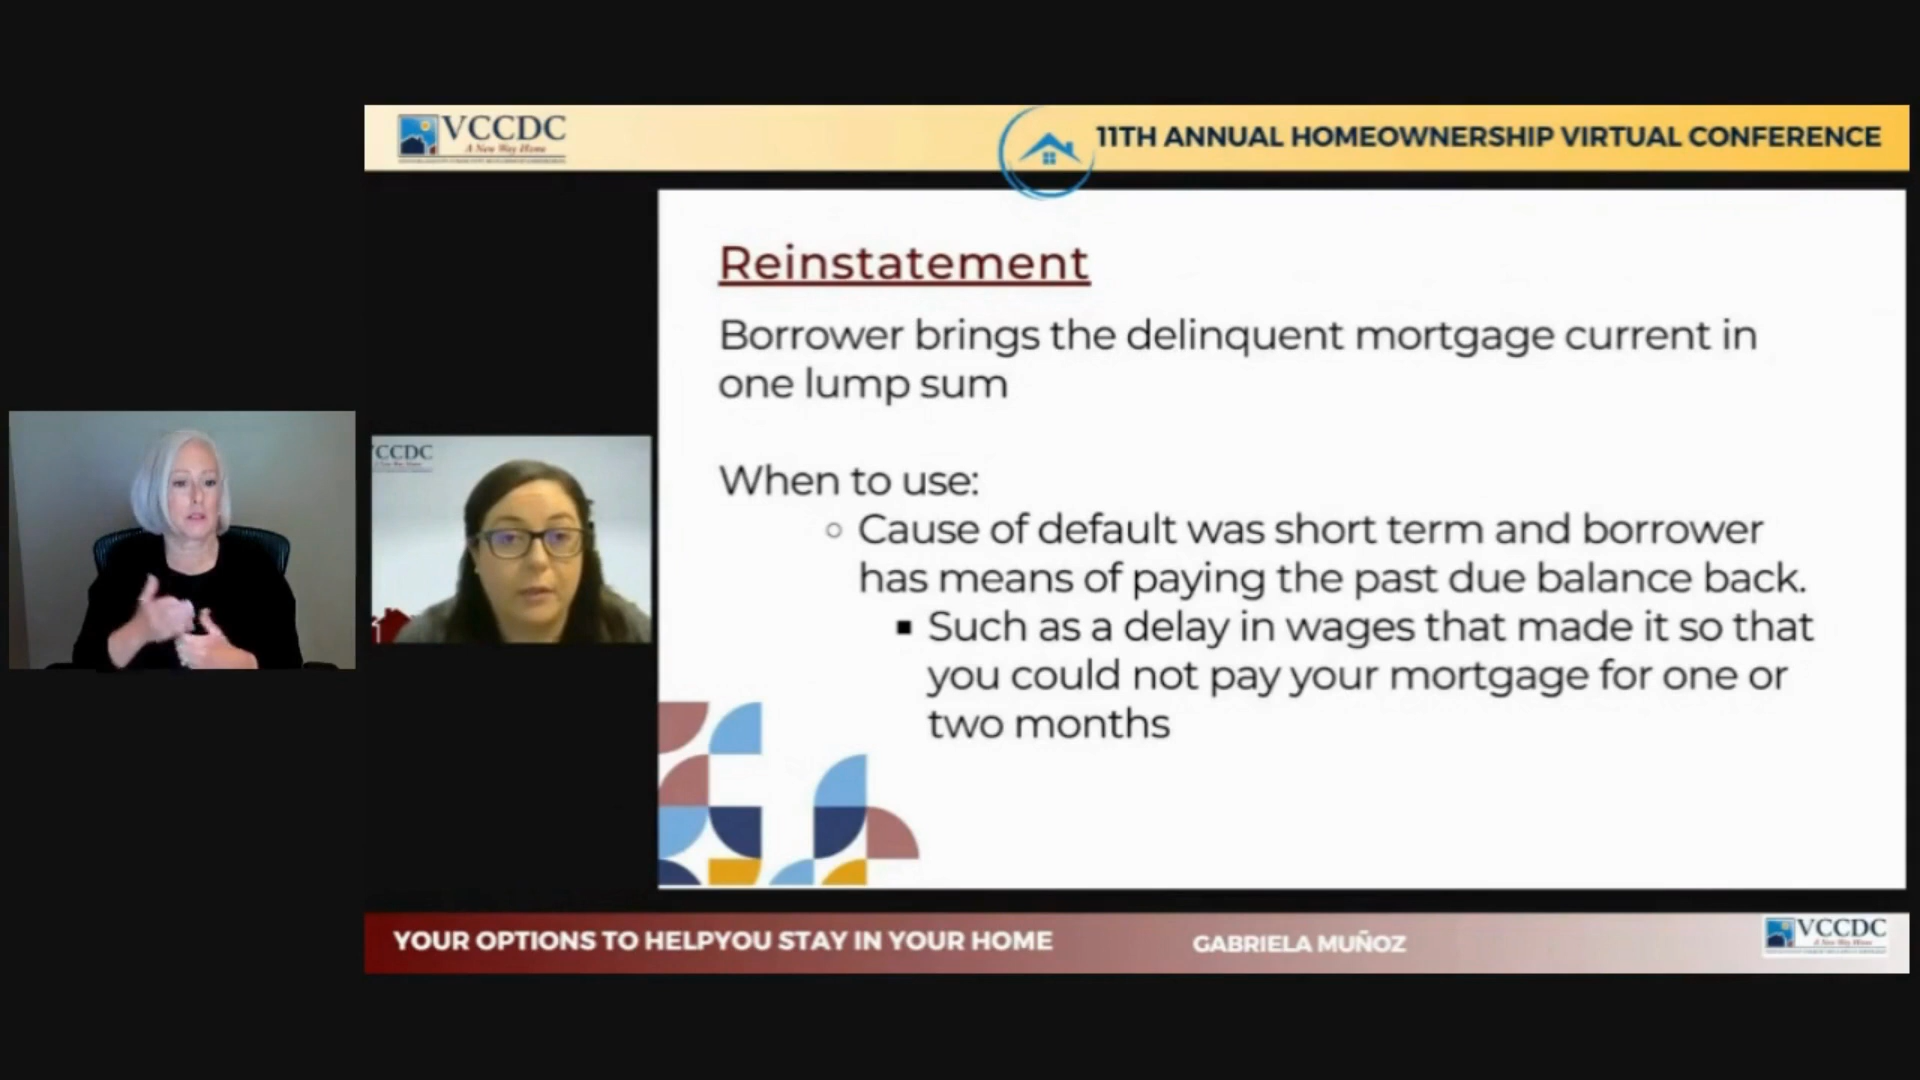 VCCDC
A New Way Home
11TH ANNUAL HOMEOWNERSHIP VIRTUAL CONFERENCE
Reinstatement
Borrower brings the delinquent mortgage current in
one lump sum
When to use:
○ Cause of default was short term and borrower
has means of paying the past due balance back.
■ Such as a delay in wages that made it so that
you could not pay your mortgage for one or
two months
CCDC
YOUR OPTIONS TO HELPYOU STAY IN YOUR HOME
GABRIELA MUÑOZ
VCCDC
A New Way Home